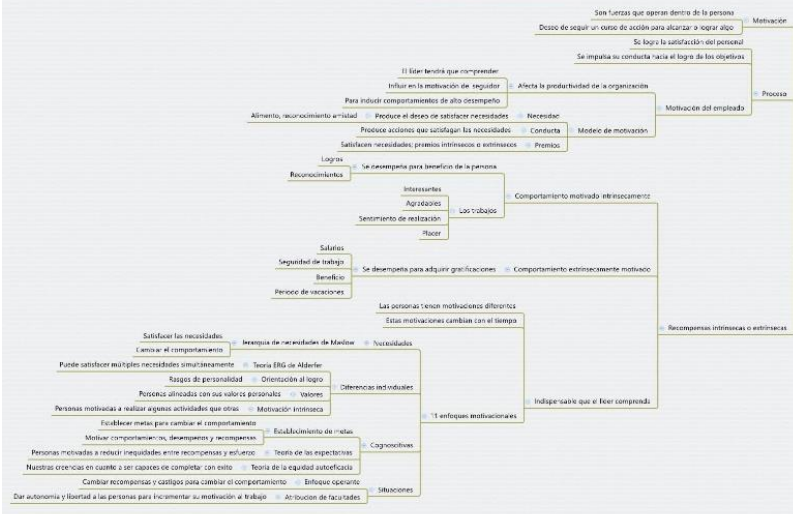 Son fuerzas que operan dentro de la persona
Motivación
Deseo de seguir un curso de acción para alcanzar o lograr algo
Se logra la satisfacción del personal
Se impulsa su conducta hacia el logro de los objetivos
Proceso
El líder tendrá que comprender
Influir en la motivación de seguidor
Afecta la productividad de la organización
Para inducir comportamientos de alto desempeño
Motivación del empleado
Alimento, reconocimiento amistad
Produce el deseo de satisfacer necesidades
Necesidad
Produce acciones que satisfagan las necesidades
Conducta
Modelo de motivación
Satisfacen necesidades; premios intrínsecos o extrínsecos
Premios
Logros
Se desempeña para beneficio de la persona
Reconocimientos
Interesantes
Comportamiento motivado intrínsecamente
Agradables
Los trabajos
Sentimiento de realización
Placer
Salarios
Seguridad de trabajo
Se desempeña para adquirir gratificaciones
Comportamiento extrínsecamente motivado
Beneficio
Periodo de vacaciones
Las personas tienen motivaciones diferentes
Estas motivaciones cambian con el tiempo
Recompensas intrínsecas o extrínsecas
Satisfacer las necesidades
Jerarquía de necesidades de Maslow
Necesidades
Cambiar el comportamiento
Puede satisfacer múltiples necesidades simultáneamente
Teoría ERG de Alderfer
Rasgos de personalidad
Orientación al logro
Diferencias individuales
Personas alineadas con sus valores personales
Valores
Indispensable que el líder comprenda
Personas motivadas a realizar algunas actividades que otras
Motivación intrínseca
11 enfoques motivacionales
Establecer metas para cambiar el comportamiento
Establecimiento de metas
Motivar comportamientos, desempeños y recompensas
Cognoscitivas
Personas motivadas a reducir inequidades entre recompensas y esfuerzo
Teoría de las expectativas
Nuestras creencias en cuanto a ser capaces de completar con exito
Teoría de la equidad autoeficacia
Cambiar recompensas y castigos para cambiar el comportamiento
Enfoque operante
Situaciones
Dar autonomía y libertad a las personas para incrementar su motivación al trabajo
Atribucion de facultades